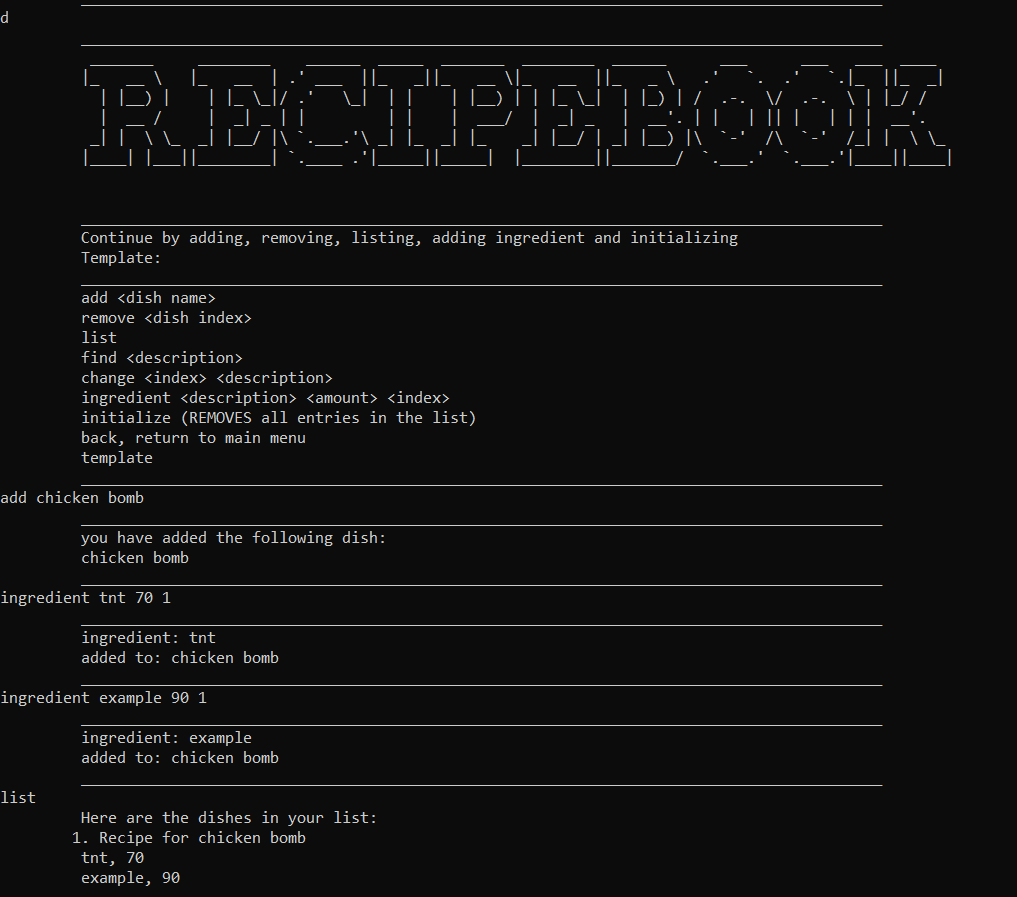 d
RECIPEBOOK
Continue by adding, removing, listing, adding ingredient and initializing
Template:
add <dish name>
remove <dish index>
list
find <description>
change <index> <description>
ingredient <description> <amount> <index>
initialize (REMOVES all entries in the list)
back, return to main menu
template
add chicken bomb
you have added the following dish:
chicken bomb
ingredient tnt 70 1
ingredient: tnt
added to: chicken bomb
ingredient example 90 1
ingredient: example
added to: chicken bomb
list
Here are the dishes in your list:
1. Recipe for chicken bomb
tnt, 70
example, 90